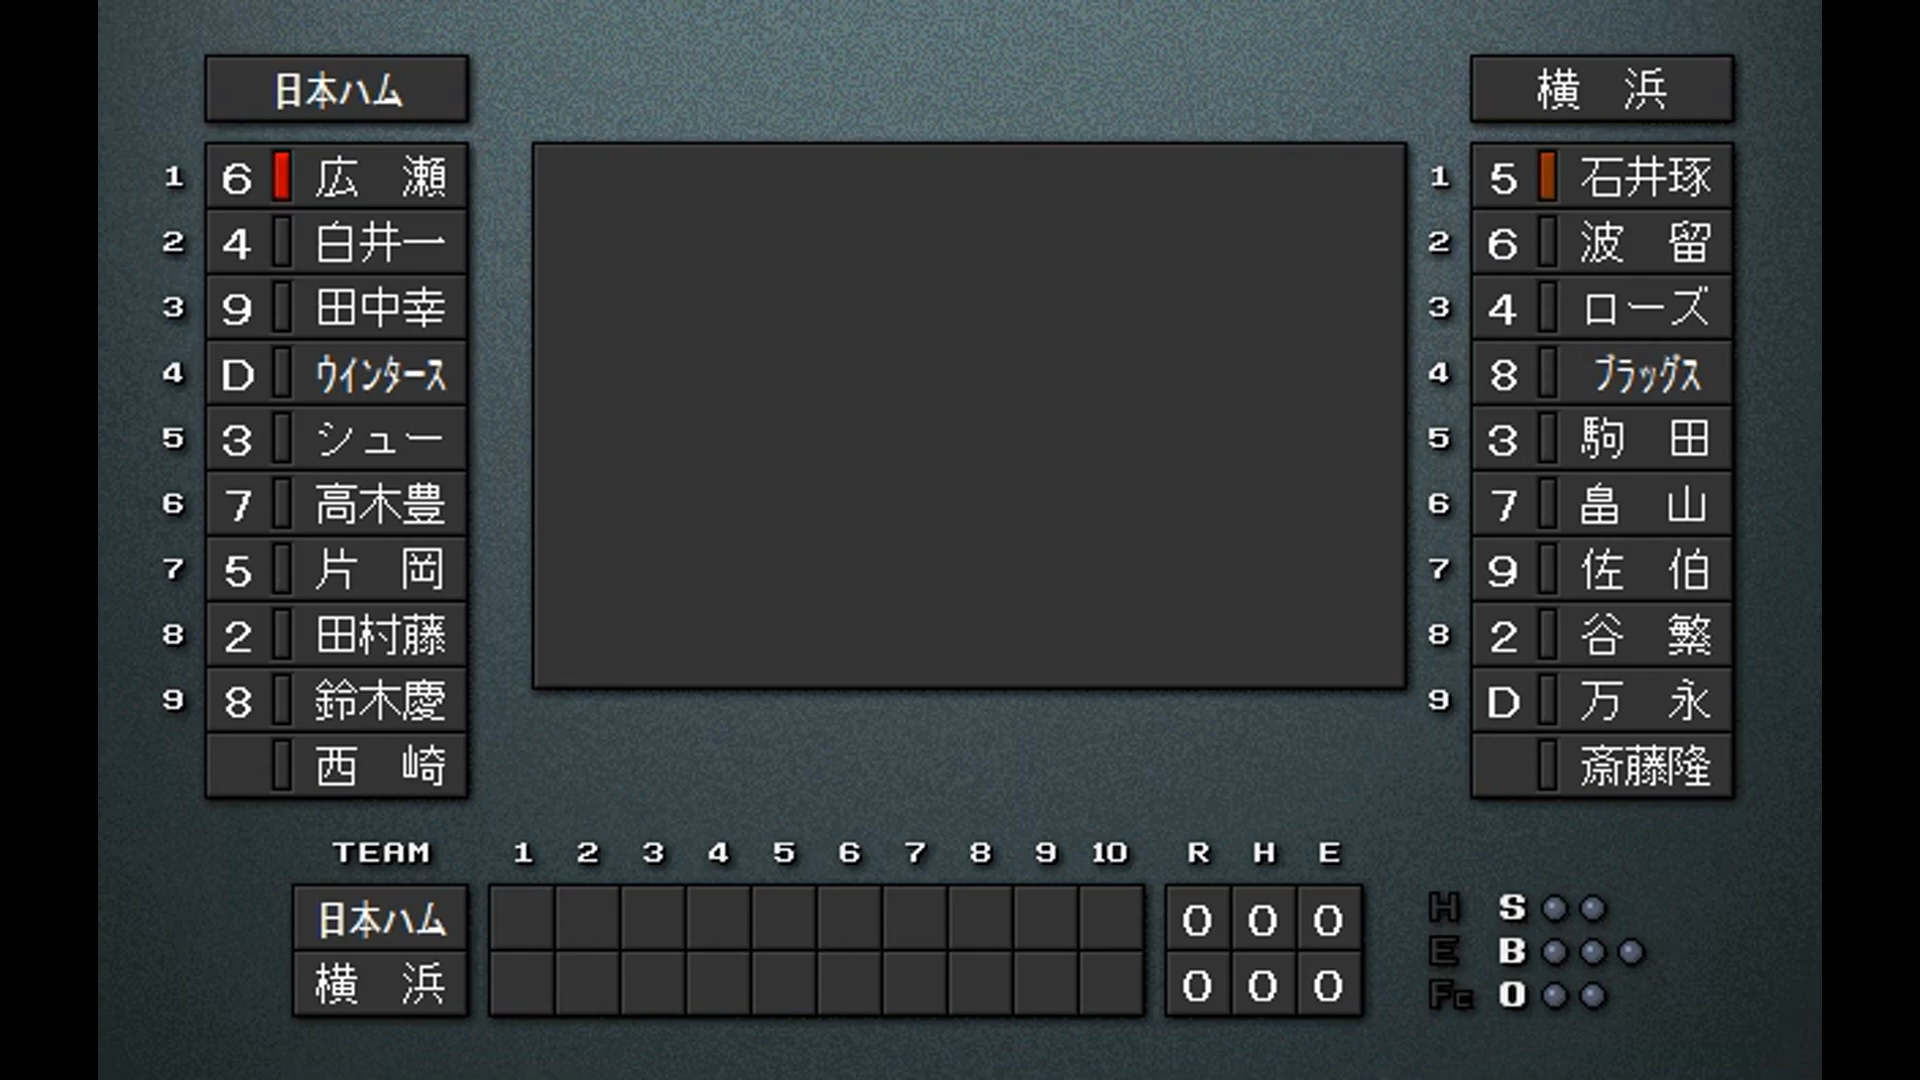 日本ハム
1 6 広 瀬
2 4 白井一
3 9 田中幸
4 D ｳｲﾝﾀｰｽ
5 3 シュー
6 7 高木豊
7 5 片 岡
8 2 田村藤
9 8 鈴木慶
西 崎
横 浜
1 5 石井琢
2 6 波 留
3 4 ローズ
4 8 ﾌﾞﾗｯｸﾞｽ
5 3 駒 田
6 7 畠 山
7 9 佐 伯
8 2 谷 繁
9 D 万 永
斎藤隆
TEAM 1 2 3 4 5 6 7 8 9 10 R H E
日本ハム 0 0 0
横 浜 0 0 0
H S
E B
Fc O